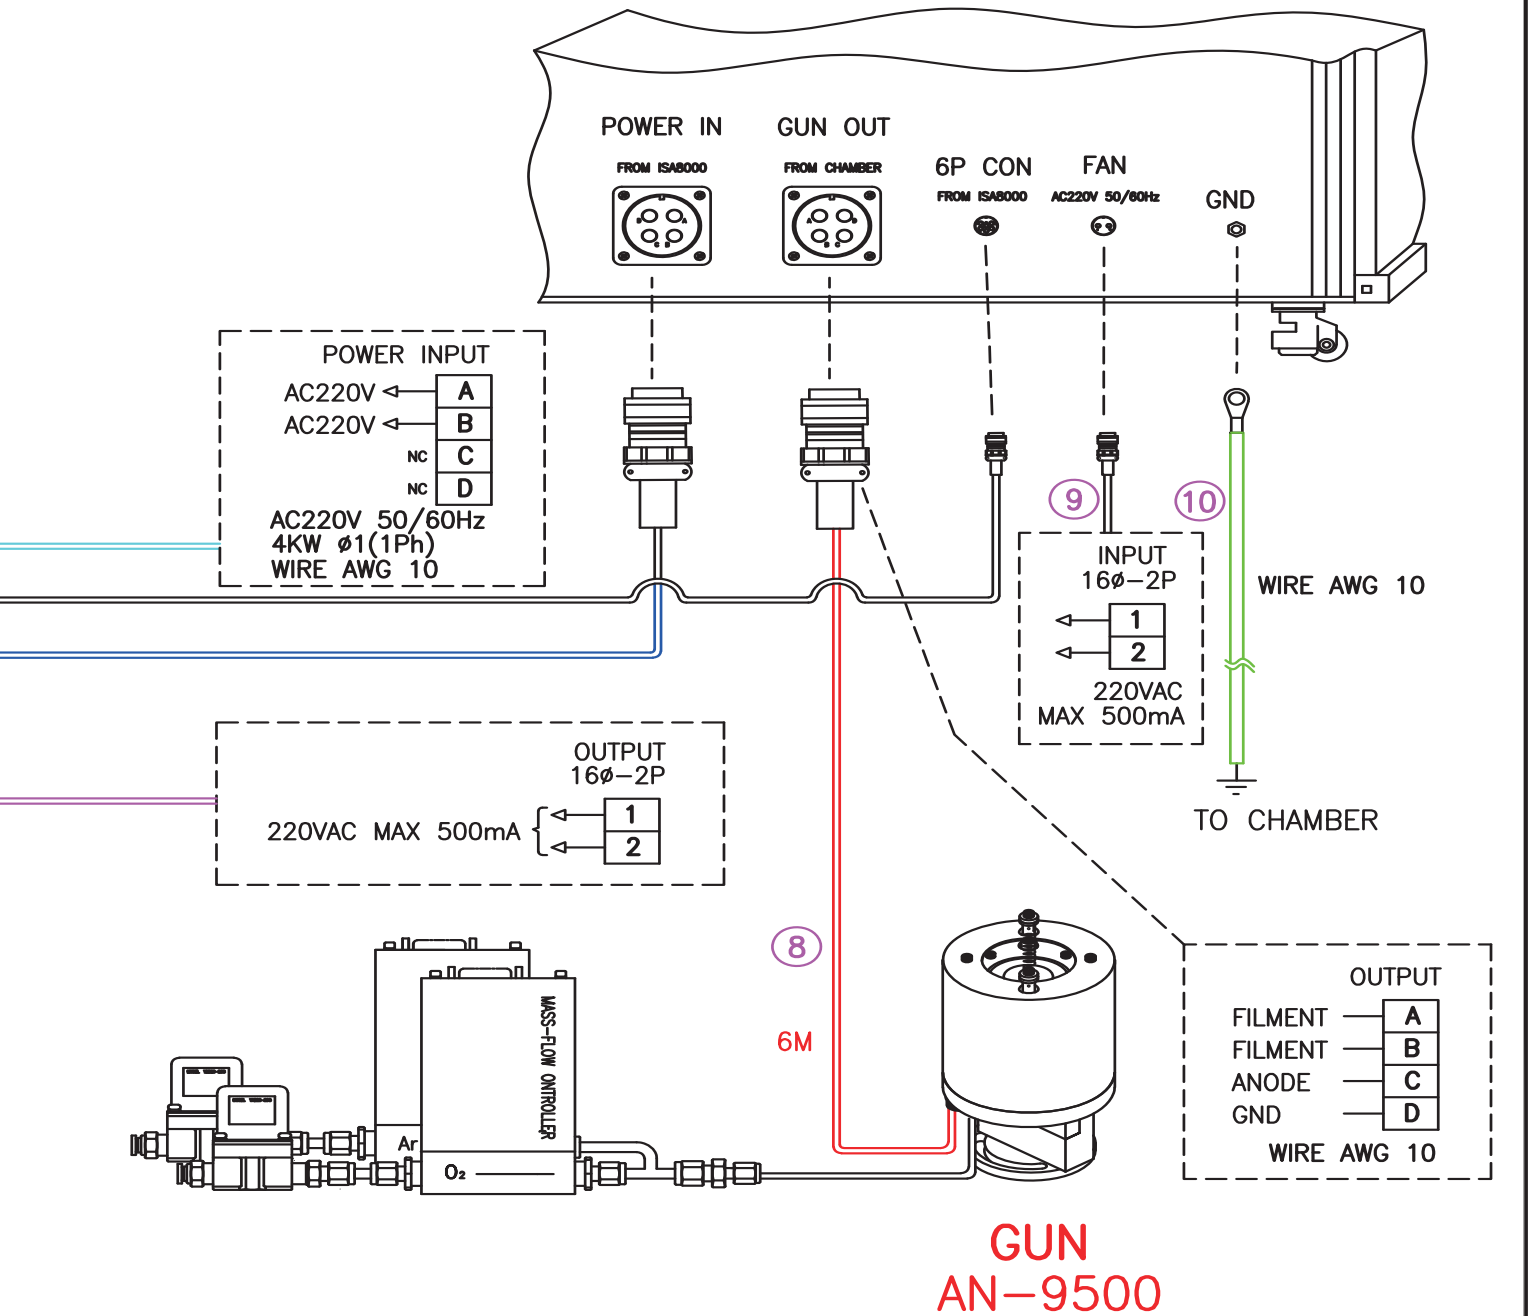 POWER IN
FROM ISA8000
GUN OUT
FROM CHAMBER
6P CON
FROM ISA8000
FAN
AC220V 50/60Hz
GND
POWER INPUT
AC220V A
AC220V B
NC C
NC D
AC220V 50/60Hz
4KW ø1(1Ph)
WIRE AWG 10
9
10
INPUT
16ø-2P
1
2
220VAC
MAX 500mA
WIRE AWG 10
TO CHAMBER
OUTPUT
16ø-2P
220VAC MAX 500mA
1
2
8
6M
MASS-FLOW ONTROLLER
Ar
O₂
OUTPUT
FILMENT A
FILMENT B
ANODE C
GND D
WIRE AWG 10
GUN
AN-9500